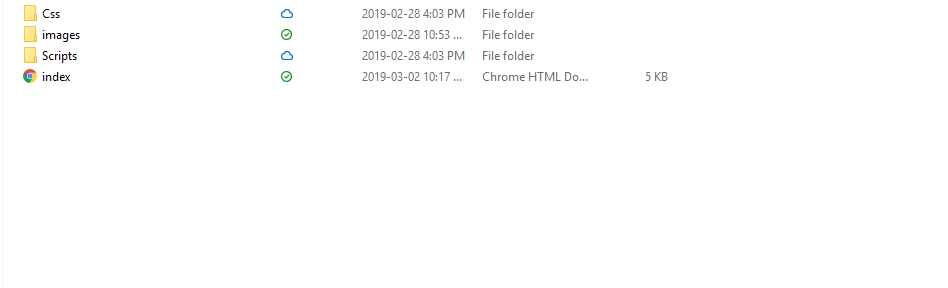 Css 2019-02-28 4:03 PM File folder
images 2019-02-28 10:53 ... File folder
Scripts 2019-02-28 4:03 PM File folder
index 2019-03-02 10:17 ... Chrome HTML Do... 5 KB